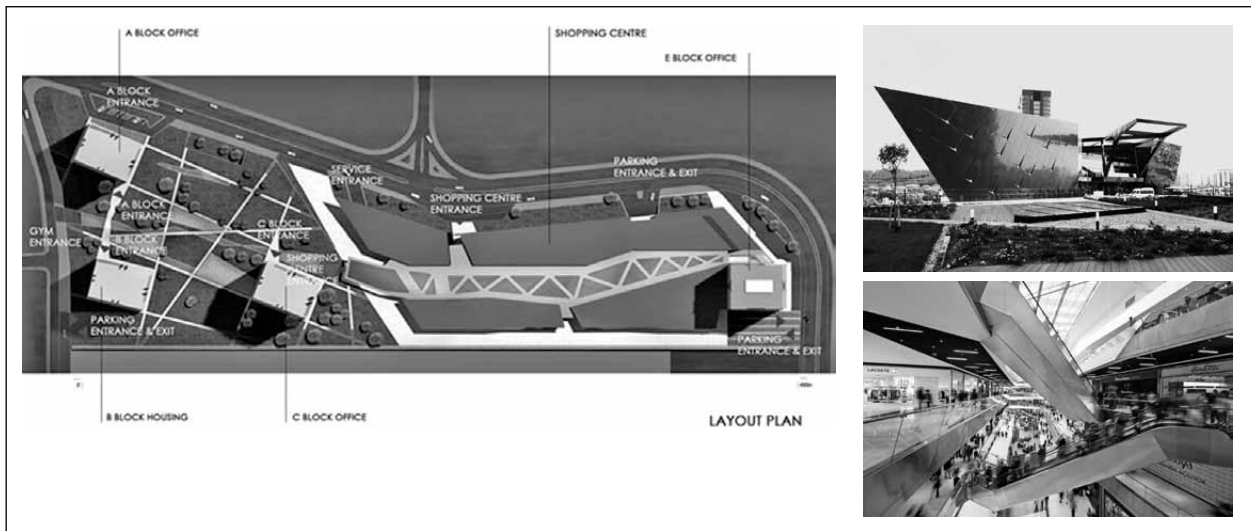 A BLOCK OFFICE
SHOPPING CENTRE
E BLOCK OFFICE
A BLOCK
ENTRANCE
SERVICE
ENTRANCE
PARKING
ENTRANCE & EXIT
SHOPPING CENTRE
ENTRANCE
A BLOCK
ENTRANCE
C BLOCK
ENTRANCE
GYM
ENTRANCE
B BLOCK
ENTRANCE
SHOPPING
CENTRE
ENTRANCE
PARKING
ENTRANCE & EXIT
PARKING
ENTRANCE & EXIT
B BLOCK HOUSING
C BLOCK OFFICE
LAYOUT PLAN
LACOSTE